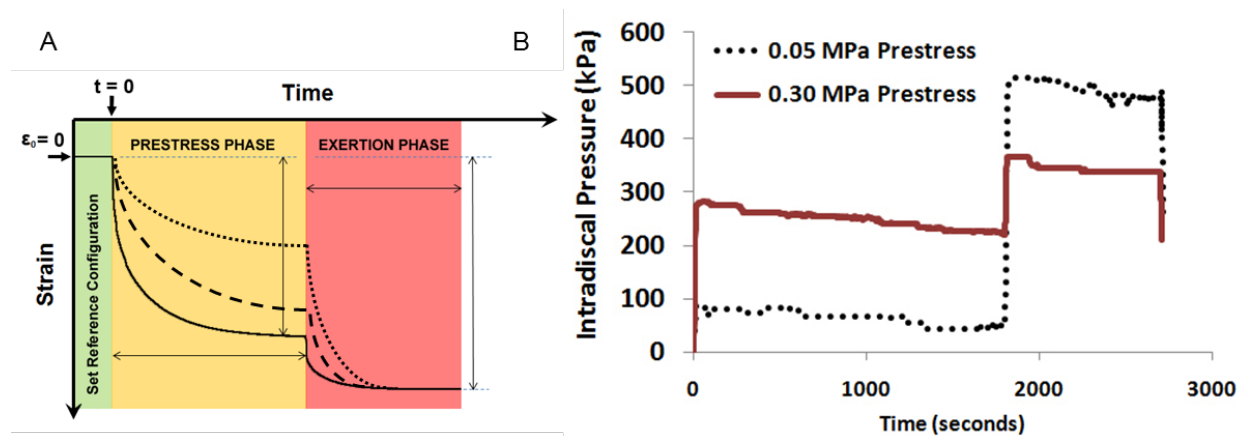 A
t = 0
Time
ε₀ = 0
PRESTRESS PHASE
EXERTION PHASE
Set Reference Configuration
Strain
B
600
500
400
300
200
100
0
Intradiscal Pressure (kPa)
0.05 MPa Prestress
0.30 MPa Prestress
0
1000
2000
3000
Time (seconds)